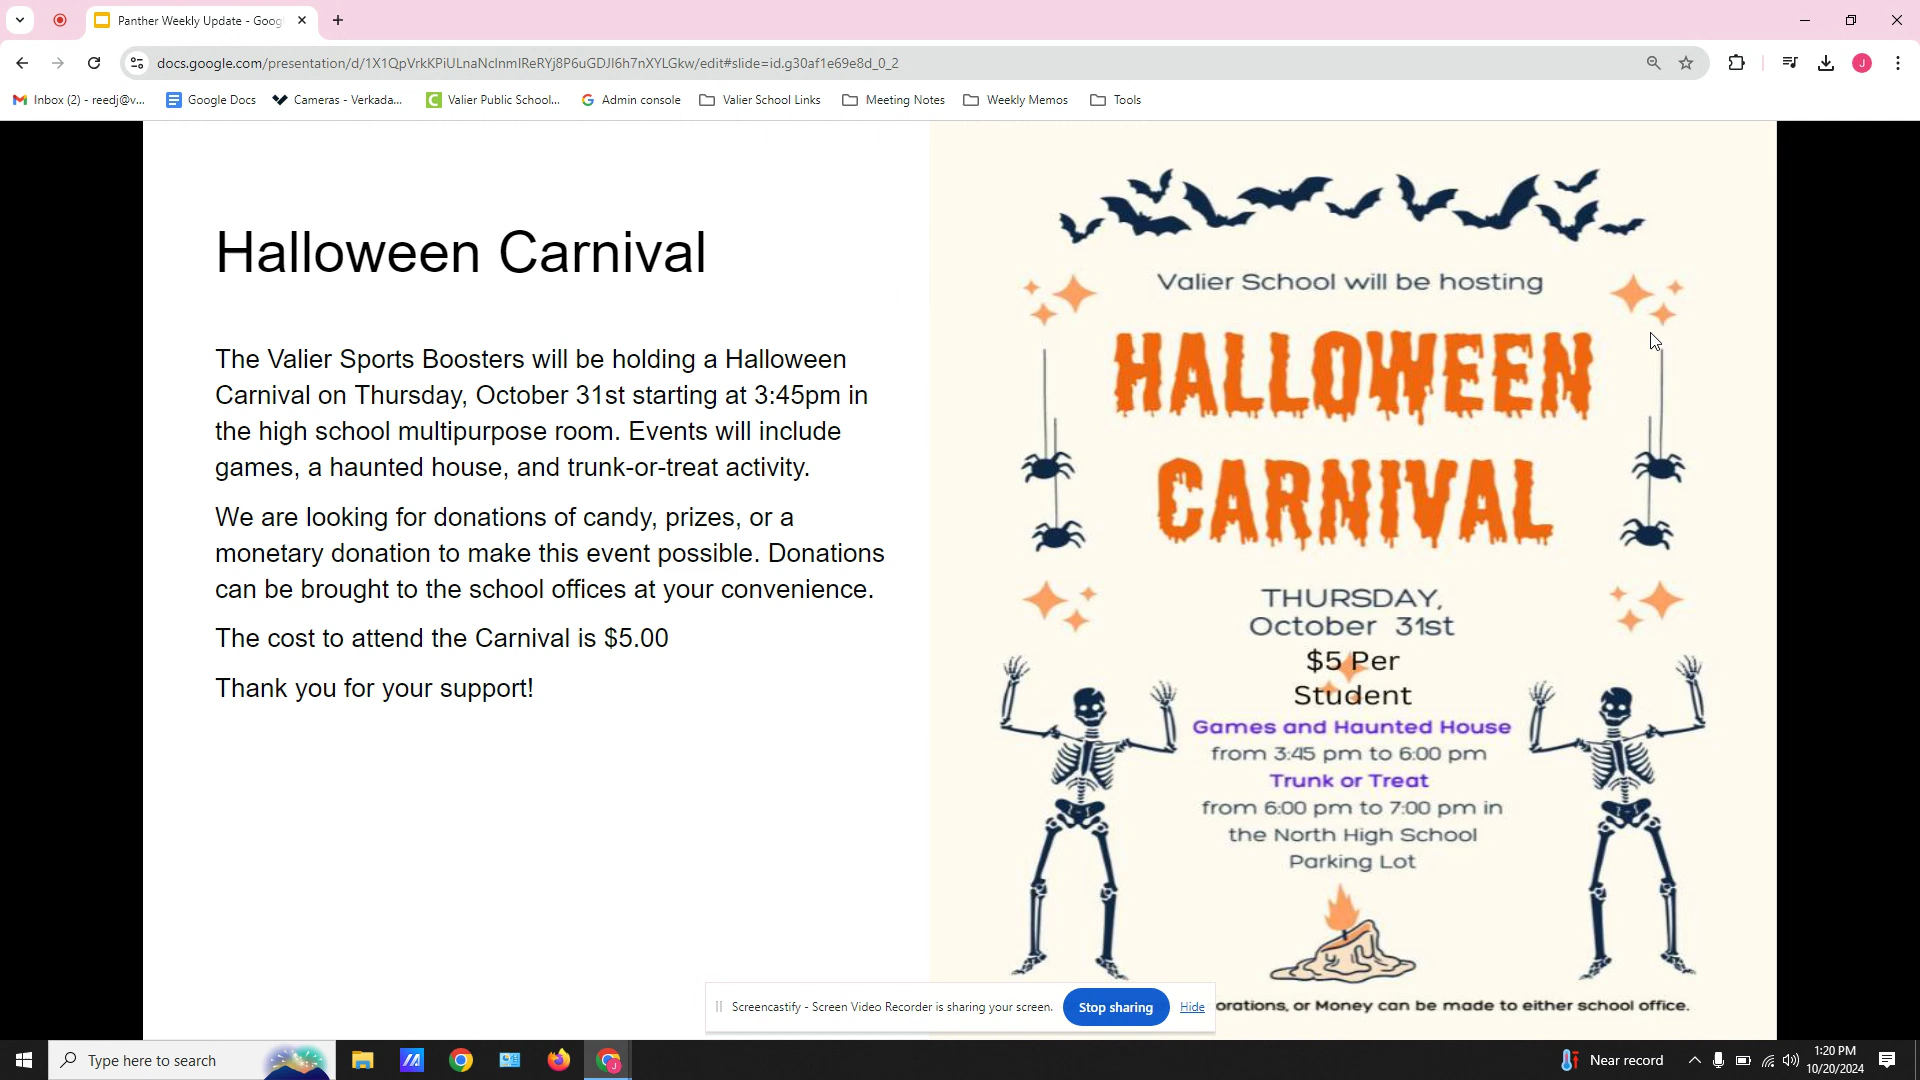 Panther Weekly Update - Goog
docs.google.com/presentation/d/1X1QpVrkKPiULnaNcInmIReRYj8P6uGDJl6h7nXYLGkw/edit#slide=id.g30af1e69e8d_0_2
J
Inbox (2) - reedj@v...
Google Docs
Cameras - Verkada...
Valier Public School...
Admin console
Valier School Links
Meeting Notes
Weekly Memos
Tools
Halloween Carnival
The Valier Sports Boosters will be holding a Halloween
Carnival on Thursday, October 31st starting at 3:45pm in
the high school multipurpose room. Events will include
games, a haunted house, and trunk-or-treat activity.
We are looking for donations of candy, prizes, or a
monetary donation to make this event possible. Donations
can be brought to the school offices at your convenience.
The cost to attend the Carnival is $5.00
Thank you for your support!
Valier School will be hosting
HALLOWEEN
CARNIVAL
THURSDAY,
October 31st
$5 Per
Student
Games and Haunted House
from 3:45 pm to 6:00 pm
Trunk or Treat
from 6:00 pm to 7:00 pm in
the North High School
Parking Lot
orations, or Money can be made to either school office.
Screencastify - Screen Video Recorder is sharing your screen.
Stop sharing
Hide
Type here to search
Near record
1:20 PM
10/20/2024